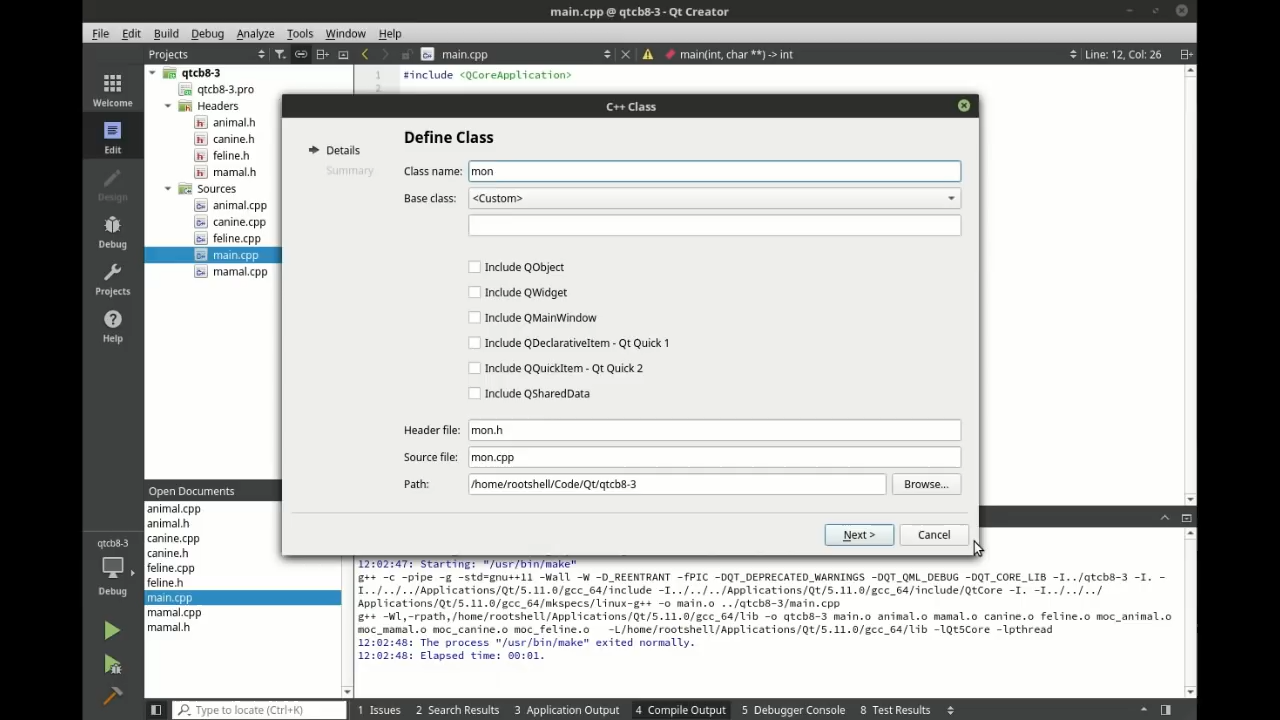 main.cpp @ qtcb8-3 - Qt Creator
File Edit Build Debug Analyze Tools Window Help
Projects
main.cpp
main(int, char **) -> int
Line: 12, Col: 26
Welcome
Edit
Design
Debug
Projects
Help
qtcb8-3
Debug
qtcb8-3
qtcb8-3.pro
Headers
animal.h
canine.h
feline.h
mamal.h
Sources
animal.cpp
canine.cpp
feline.cpp
main.cpp
mamal.cpp
Open Documents
animal.cpp
animal.h
canine.cpp
canine.h
feline.cpp
feline.h
main.cpp
mamal.cpp
mamal.h
1 #include <QCoreApplication>
2
C++ Class
Details
Summary
Define Class
Class name: mon
Base class: <Custom>
Include QObject
Include QWidget
Include QMainWindow
Include QDeclarativeItem - Qt Quick 1
Include QQuickItem - Qt Quick 2
Include QSharedData
Header file: mon.h
Source file: mon.cpp
Path: /home/rootshell/Code/Qt/qtcb8-3 Browse...
Next > Cancel
12:02:47: Starting: "/usr/bin/make"
g++ -c -pipe -g -std=gnu++11 -Wall -W -D_REENTRANT -fPIC -DQT_DEPRECATED_WARNINGS -DQT_QML_DEBUG -DQT_CORE_LIB -I../qtcb8-3 -I. -
I../../../Applications/Qt/5.11.0/gcc_64/include -I../../../Applications/Qt/5.11.0/gcc_64/include/QtCore -I. -I../../../
Applications/Qt/5.11.0/gcc_64/mkspecs/linux-g++ -o main.o ../qtcb8-3/main.cpp
g++ -Wl,-rpath,/home/rootshell/Applications/Qt/5.11.0/gcc_64/lib -o qtcb8-3 main.o animal.o mamal.o canine.o feline.o moc_animal.o
moc_mamal.o moc_canine.o moc_feline.o -L/home/rootshell/Applications/Qt/5.11.0/gcc_64/lib -lQt5Core -lpthread
12:02:48: The process "/usr/bin/make" exited normally.
12:02:48: Elapsed time: 00:01.
Type to locate (Ctrl+K)
1 Issues 2 Search Results 3 Application Output 4 Compile Output 5 Debugger Console 8 Test Results